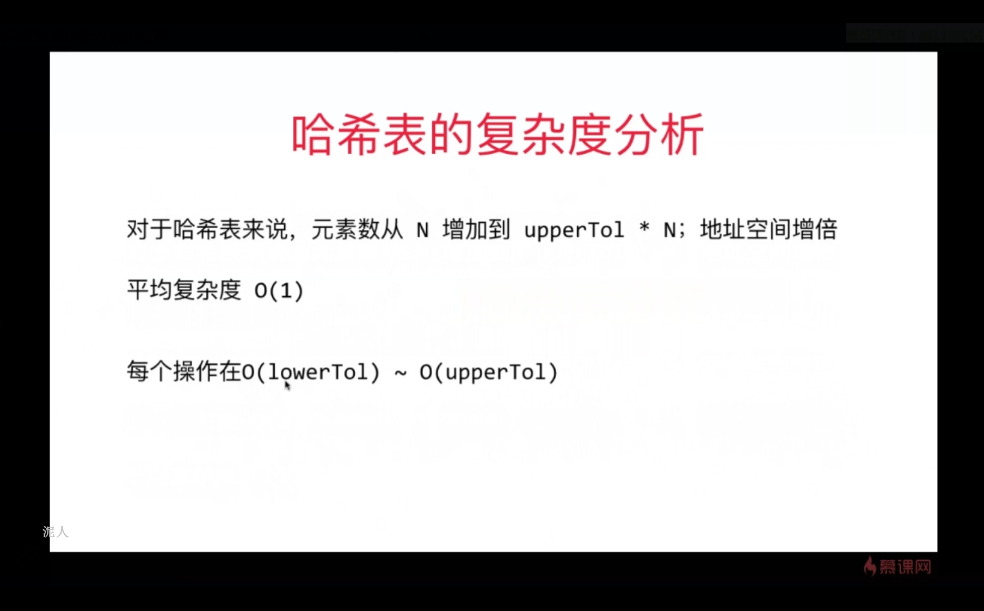 哈希表的复杂度分析
对于哈希表来说，元素数从 N 增加到 upperTol * N；地址空间增倍
平均复杂度 O(1)
每个操作在O(lowerTol) ~ O(upperTol)
泥人
慕课网